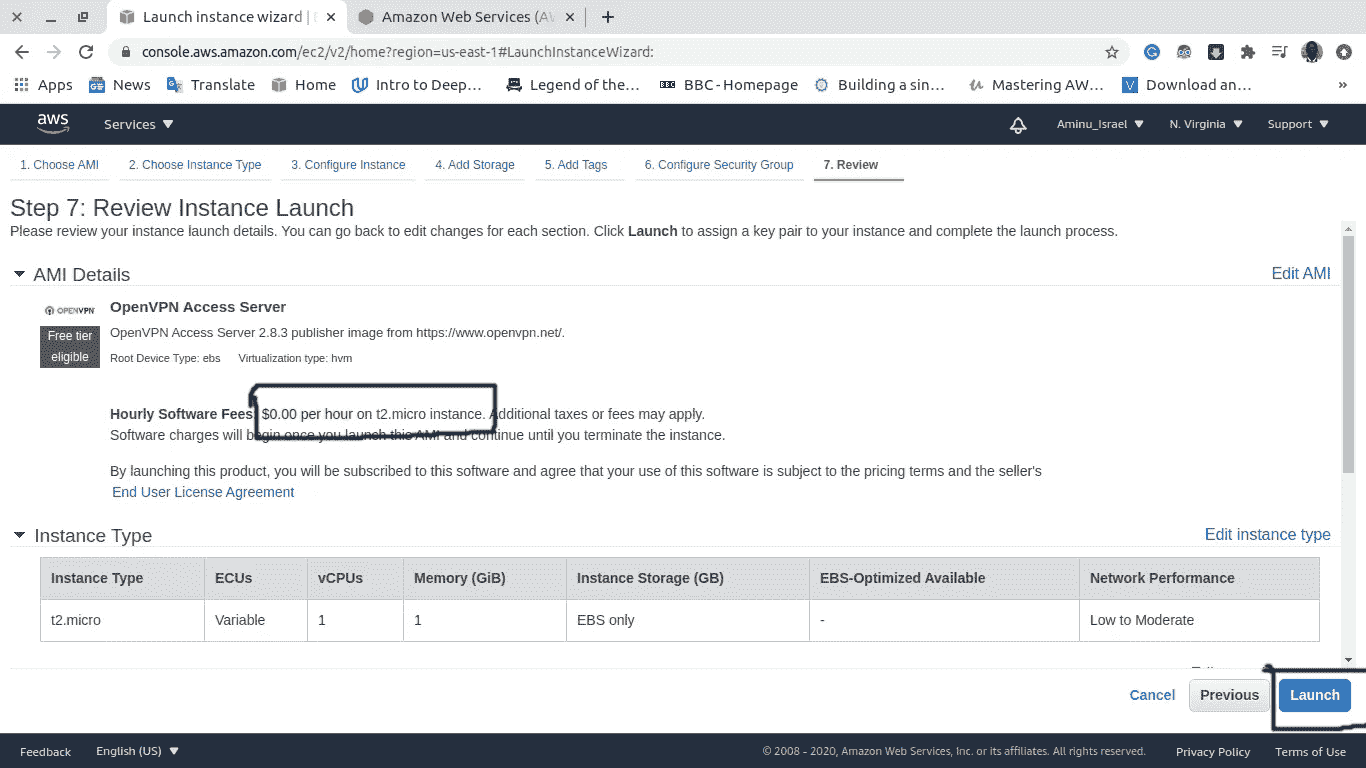 Launch instance wizard |
Amazon Web Services (AV
console.aws.amazon.com/ec2/v2/home?region=us-east-1#LaunchInstanceWizard:
Apps News Translate Home Intro to Deep... Legend of the... BBC - Homepage Building a sin... Mastering AW... Download an... »
aws Services Aminu_Israel N. Virginia Support
1. Choose AMI 2. Choose Instance Type 3. Configure Instance 4. Add Storage 5. Add Tags 6. Configure Security Group 7. Review
Step 7: Review Instance Launch
Please review your instance launch details. You can go back to edit changes for each section. Click Launch to assign a key pair to your instance and complete the launch process.
AMI Details Edit AMI
OPENVPN
Free tier
eligible
OpenVPN Access Server
OpenVPN Access Server 2.8.3 publisher image from https://www.openvpn.net/.
Root Device Type: ebs Virtualization type: hvm
Hourly Software Fees: $0.00 per hour on t2.micro instance. Additional taxes or fees may apply.
Software charges will begin once you launch this AMI and continue until you terminate the instance.
By launching this product, you will be subscribed to this software and agree that your use of this software is subject to the pricing terms and the seller's
End User License Agreement
Instance Type Edit instance type
Instance Type ECUs vCPUs Memory (GiB) Instance Storage (GB) EBS-Optimized Available Network Performance
t2.micro Variable 1 1 EBS only - Low to Moderate
Cancel Previous Launch
Feedback English (US) © 2008 - 2020, Amazon Web Services, Inc. or its affiliates. All rights reserved. Privacy Policy Terms of Use